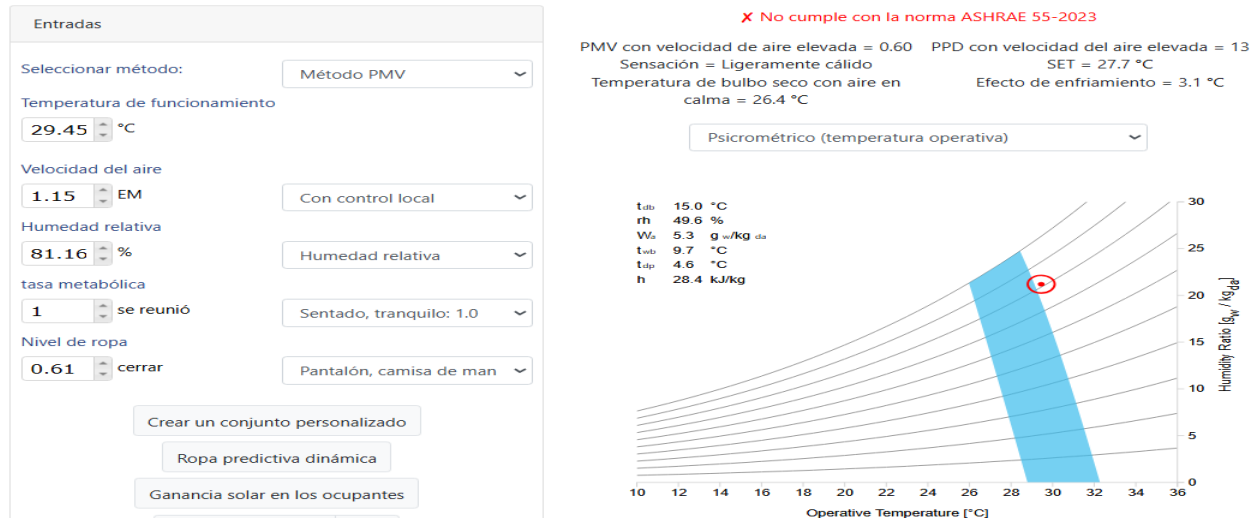 Entradas
Seleccionar método:
Método PMV
Temperatura de funcionamiento
29.45 °C
Velocidad del aire
1.15 EM
Con control local
Humedad relativa
81.16 %
Humedad relativa
tasa metabólica
1 se reunió
Sentado, tranquilo: 1.0
Nivel de ropa
0.61 cerrar
Pantalón, camisa de man
Crear un conjunto personalizado
Ropa predictiva dinámica
Ganancia solar en los ocupantes
✘ No cumple con la norma ASHRAE 55-2023
PMV con velocidad de aire elevada = 0.60
PPD con velocidad del aire elevada = 13
Sensación = Ligeramente cálido
SET = 27.7 °C
Temperatura de bulbo seco con aire en
calma = 26.4 °C
Efecto de enfriamiento = 3.1 °C
Psicrométrico (temperatura operativa)
tdb 15.0 °C
rh 49.6 %
Wa 5.3 g w/kg da
twb 9.7 °C
tdp 4.6 °C
h 28.4 kJ/kg
30
25
20
15
10
5
0
Humidity Ratio [gw / kgda]
10 12 14 16 18 20 22 24 26 28 30 32 34 36
Operative Temperature [°C]